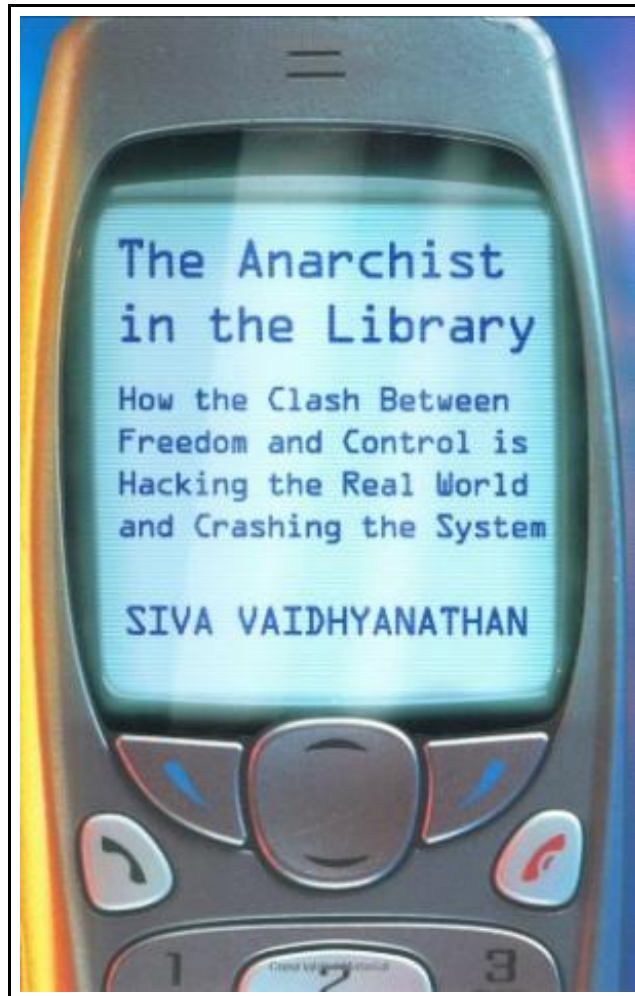 The Anarchist
in the Library
How the Clash Between
Freedom and Control is
Hacking the Real World
and Crashing the System
SIVA VAIDHYANATHAN
1 2 3